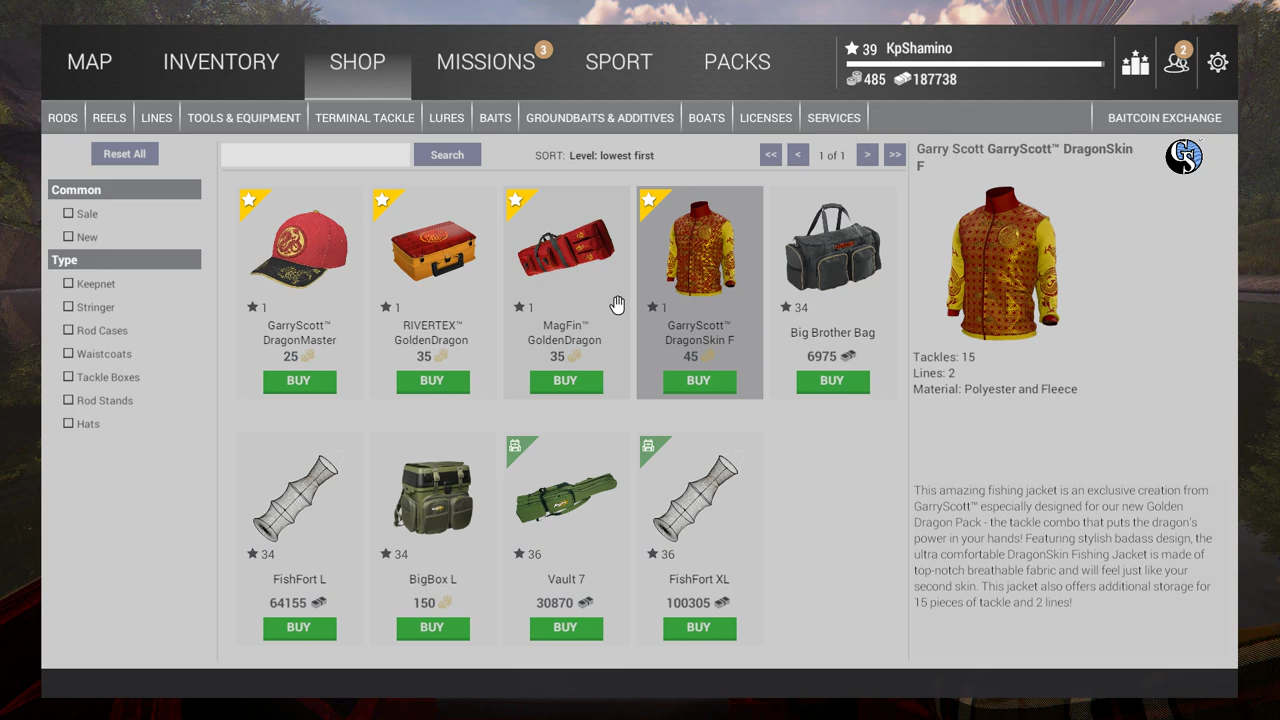 MAP INVENTORY SHOP MISSIONS 3 SPORT PACKS
39 KpShamino
485 187738
2
RODS REELS LINES TOOLS & EQUIPMENT TERMINAL TACKLE LURES BAITS GROUNDBAITS & ADDITIVES BOATS LICENSES SERVICES BAITCOIN EXCHANGE
Reset All
Common
Sale
New
Type
Keepnet
Stringer
Rod Cases
Waistcoats
Tackle Boxes
Rod Stands
Hats
Search SORT: Level: lowest first << < 1 of 1 > >>
1
GarryScott™
DragonMaster
25
BUY
1
RIVERTEX™
GoldenDragon
35
BUY
1
MagFin™
GoldenDragon
35
BUY
1
GarryScott™
DragonSkin F
45
BUY
34
Big Brother Bag
6975
BUY
34
FishFort L
64155
BUY
34
BigBox L
150
BUY
36
Vault 7
30870
BUY
36
FishFort XL
100305
BUY
Garry Scott GarryScott™ DragonSkin
F
GS
Tackles: 15
Lines: 2
Material: Polyester and Fleece
This amazing fishing jacket is an exclusive creation from
GarryScott™ especially designed for our new Golden
Dragon Pack - the tackle combo that puts the dragon's
power in your hands! Featuring stylish badass design, the
ultra comfortable DragonSkin Fishing Jacket is made of
top-notch breathable fabric and will feel just like your
second skin. This jacket also offers additional storage for
15 pieces of tackle and 2 lines!